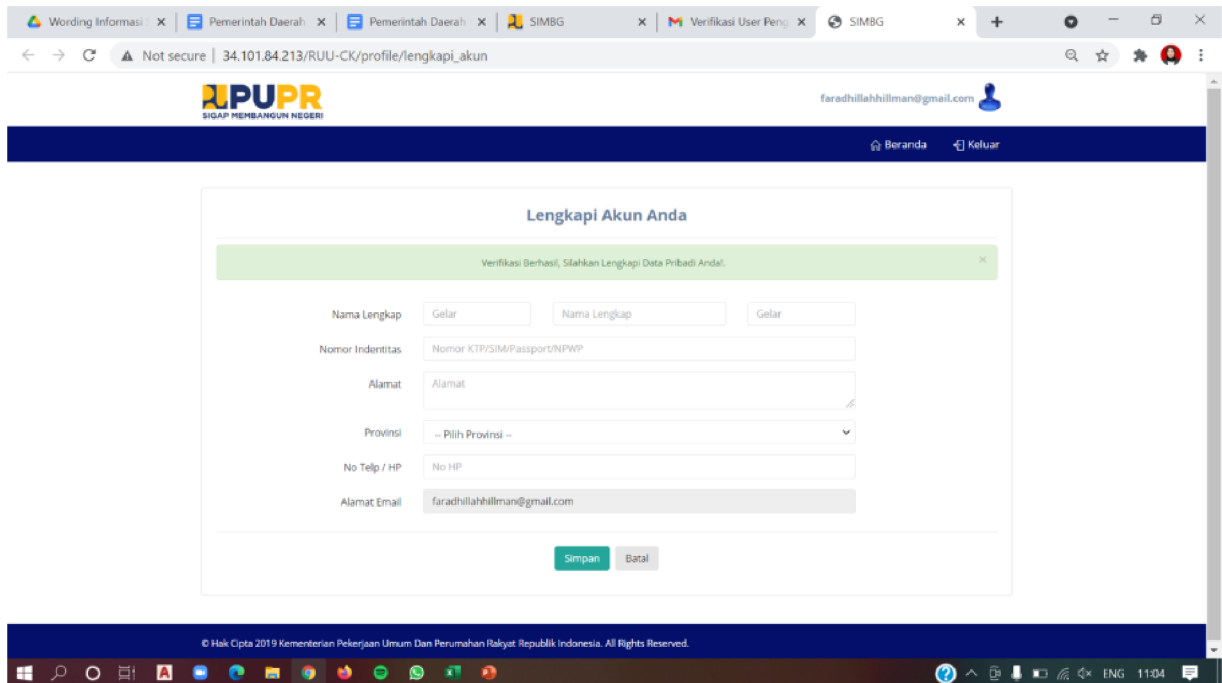 Wording Informasi
Pemerintah Daerah
Pemerintah Daerah
SIMBG
Verifikasi User Peng
SIMBG
Not secure
34.101.84.213/RUU-CK/profile/lengkapi_akun
PUPR
SIGAP MEMBANGUN NEGERI
faradhillahhillman@gmail.com
Beranda
Keluar
Lengkapi Akun Anda
Verifikasi Berhasil, Silahkan Lengkapi Data Pribadi Anda!.
Nama Lengkap
Gelar
Nama Lengkap
Gelar
Nomor Indentitas
Nomor KTP/SIM/Passport/NPWP
Alamat
Alamat
Provinsi
-- Pilih Provinsi --
No Telp / HP
No HP
Alamat Email
faradhillahhillman@gmail.com
Simpan
Batal
© Hak Cipta 2019 Kementerian Pekerjaan Umum Dan Perumahan Rakyat Republik Indonesia. All Rights Reserved.
ENG
11:04